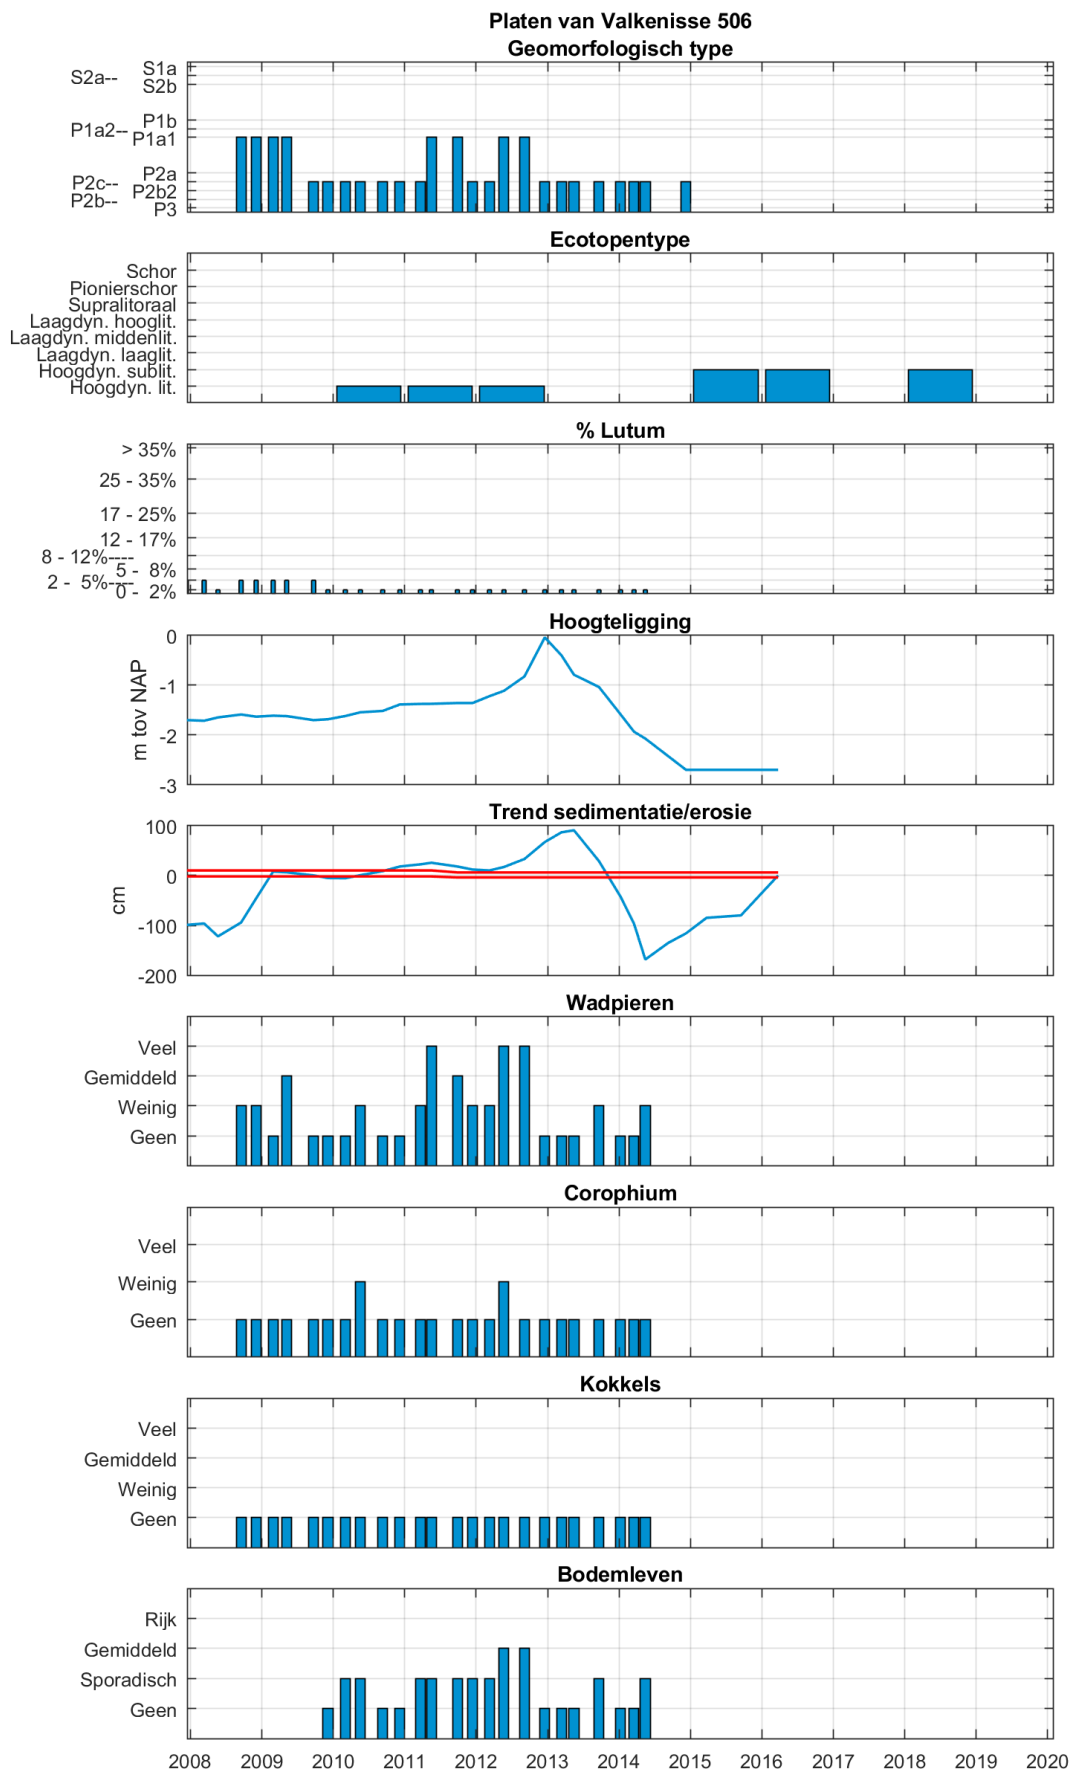 Platen van Valkenisse 506
Geomorfologisch type
S1a
S2a--
S2b
P1b
P1a2--
P1a1
P2a
P2c--
P2b2
P2b--
P3
Ecotopentype
Schor
Pionierschor
Supralitoraal
Laagdyn. hooglit.
Laagdyn. middenlit.
Laagdyn. laaglit.
Hoogdyn. sublit.
Hoogdyn. lit.
% Lutum
> 35%
25 - 35%
17 - 25%
12 - 17%
8 - 12%----
5 - 8%
2 - 5%----
0 - 2%
Hoogteligging
m tov NAP
0
-1
-2
-3
Trend sedimentatie/erosie
cm
100
0
-100
-200
Wadpieren
Veel
Gemiddeld
Weinig
Geen
Corophium
Veel
Weinig
Geen
Kokkels
Veel
Gemiddeld
Weinig
Geen
Bodemleven
Rijk
Gemiddeld
Sporadisch
Geen
2008 2009 2010 2011 2012 2013 2014 2015 2016 2017 2018 2019 2020